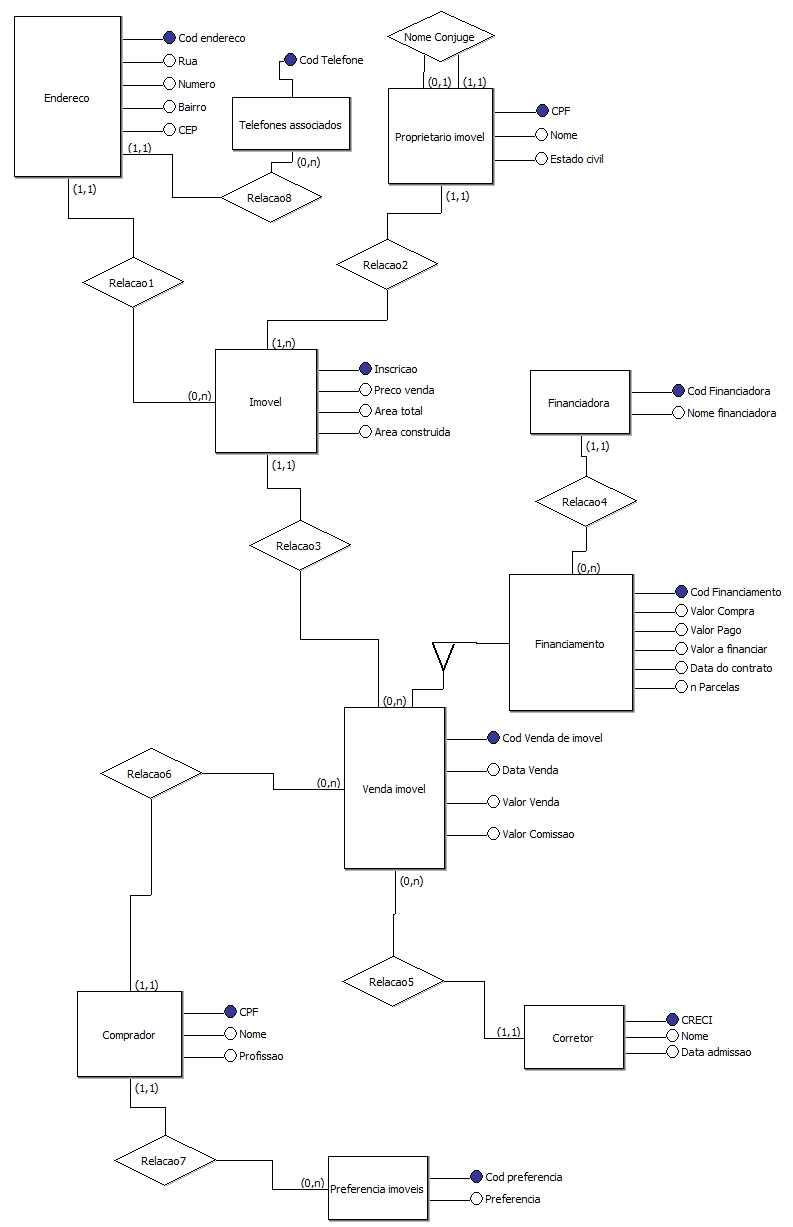 Nome Conjuge
(0,1)
(1,1)
Endereco
Cod endereco
Rua
Numero
Bairro
CEP
(1,1)
(1,1)
Cod Telefone
Telefones associados
(0,n)
Relacao8
Proprietario imovel
CPF
Nome
Estado civil
(1,1)
Relacao1
Relacao2
(1,n)
(0,n)
Imovel
Inscricao
Preco venda
Area total
Area construida
(1,1)
Financiadora
Cod Financiadora
Nome financiadora
(1,1)
Relacao4
Relacao3
(0,n)
Financiamento
Cod Financiamento
Valor Compra
Valor Pago
Valor a financiar
Data do contrato
n Parcelas
(0,n)
Venda imovel
Cod Venda de imovel
Data Venda
Valor Venda
Valor Comissao
Relacao6
(0,n)
(0,n)
Relacao5
(1,1)
Corretor
CRECI
Nome
Data admissao
(1,1)
Comprador
CPF
Nome
Profissao
(1,1)
Relacao7
(0,n)
Preferencia imoveis
Cod preferencia
Preferencia